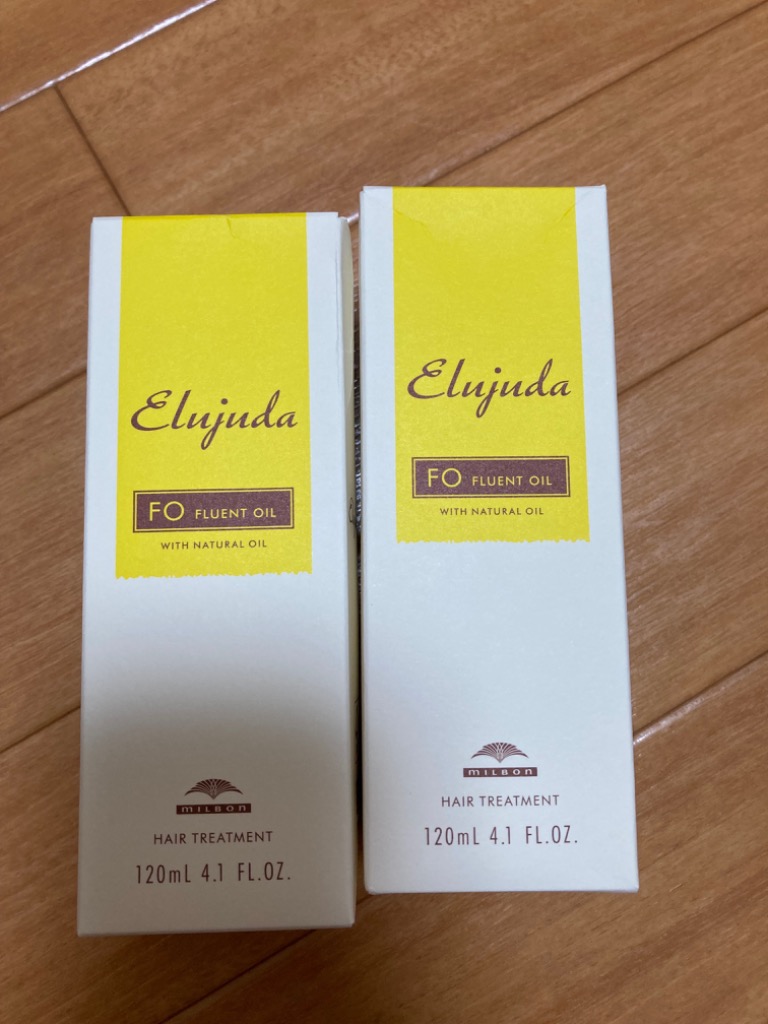 Elujuda
FO FLUENT OIL
WITH NATURAL OIL
MILBON
HAIR TREATMENT
120mL 4.1 FL.OZ.
Elujuda
FO FLUENT OIL
WITH NATURAL OIL
MILBON
HAIR TREATMENT
120mL 4.1 FL.OZ.